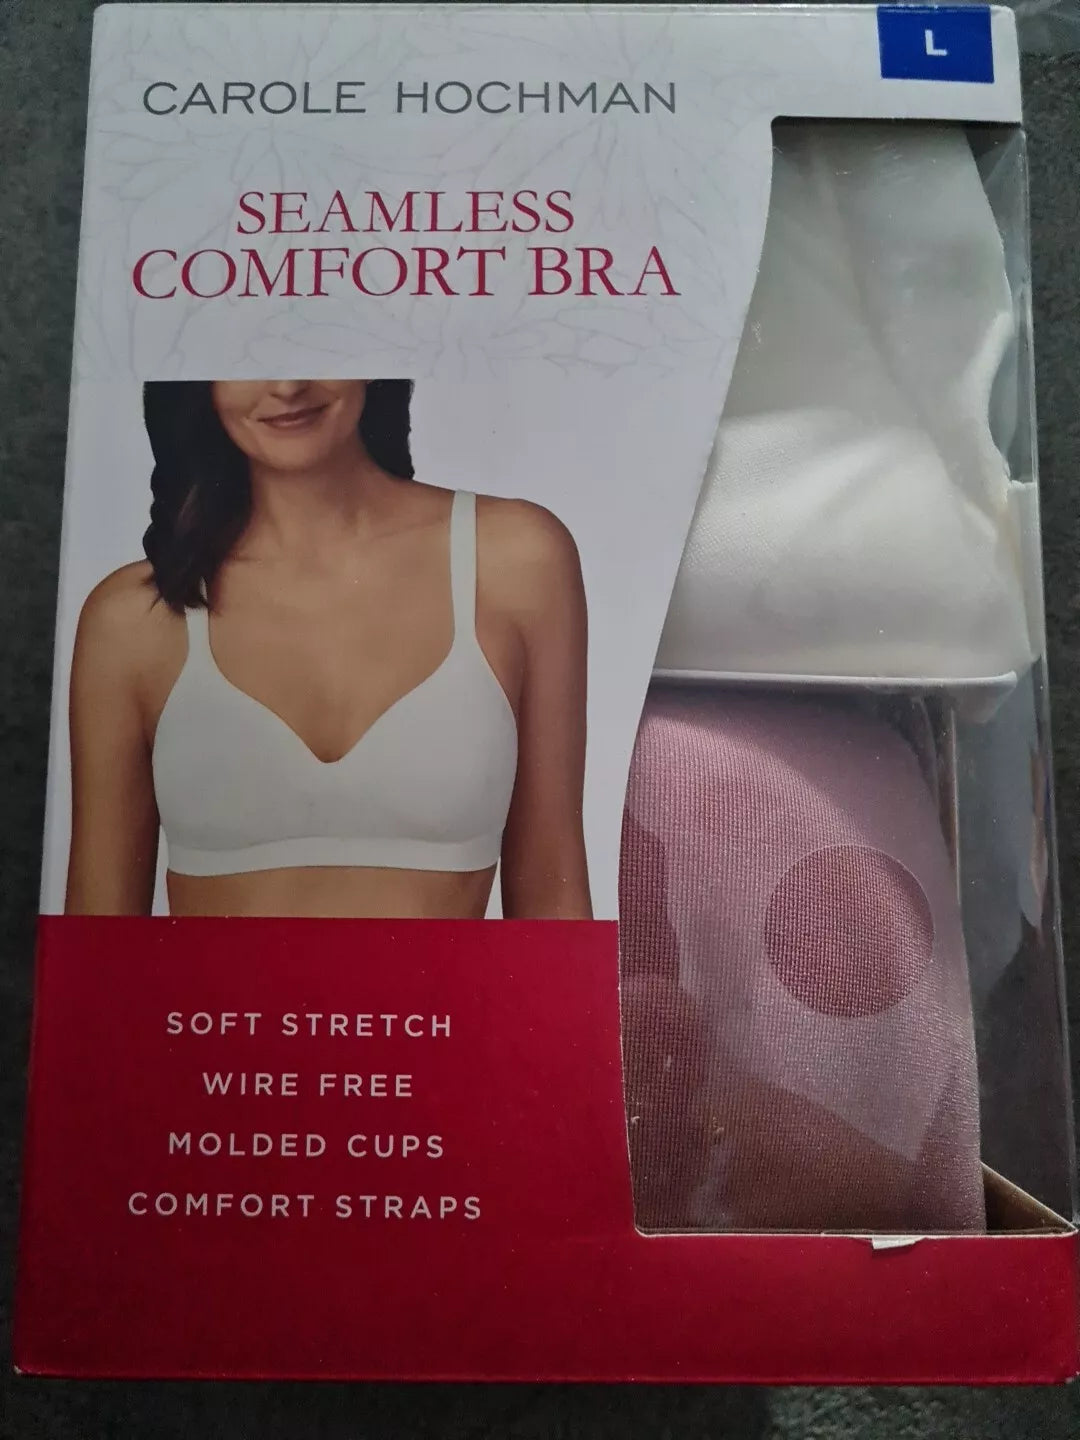 L
CAROLE HOCHMAN
SEAMLESS
COMFORT BRA
SOFT STRETCH
WIRE FREE
MOLDED CUPS
COMFORT STRAPS